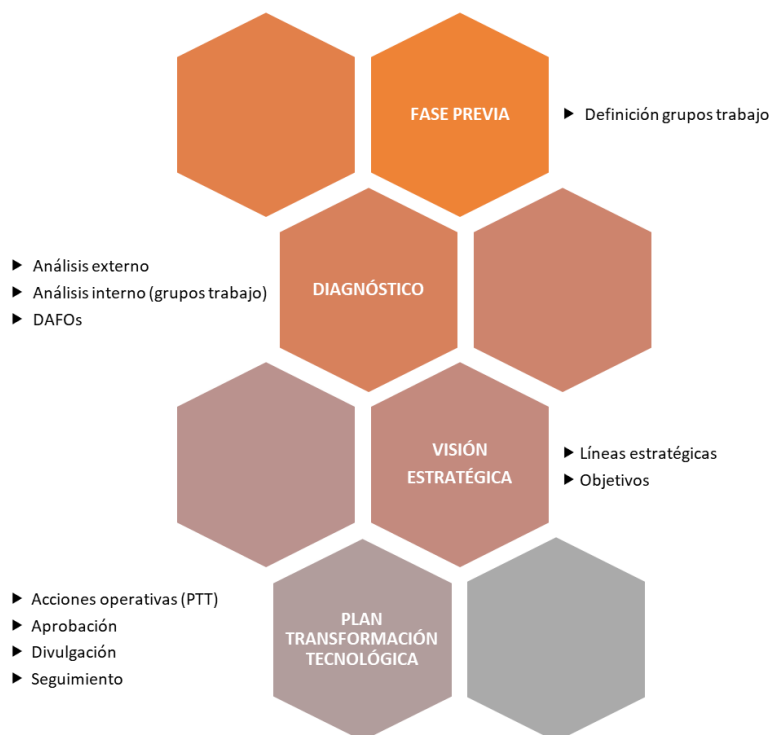 FASE PREVIA
▶ Definición grupos trabajo
▶ Análisis externo
▶ Análisis interno (grupos trabajo)
▶ DAFOs
DIAGNÓSTICO
VISIÓN
ESTRATÉGICA
▶ Líneas estratégicas
▶ Objetivos
▶ Acciones operativas (PTT)
▶ Aprobación
▶ Divulgación
▶ Seguimiento
PLAN
TRANSFORMACIÓN
TECNOLÓGICA